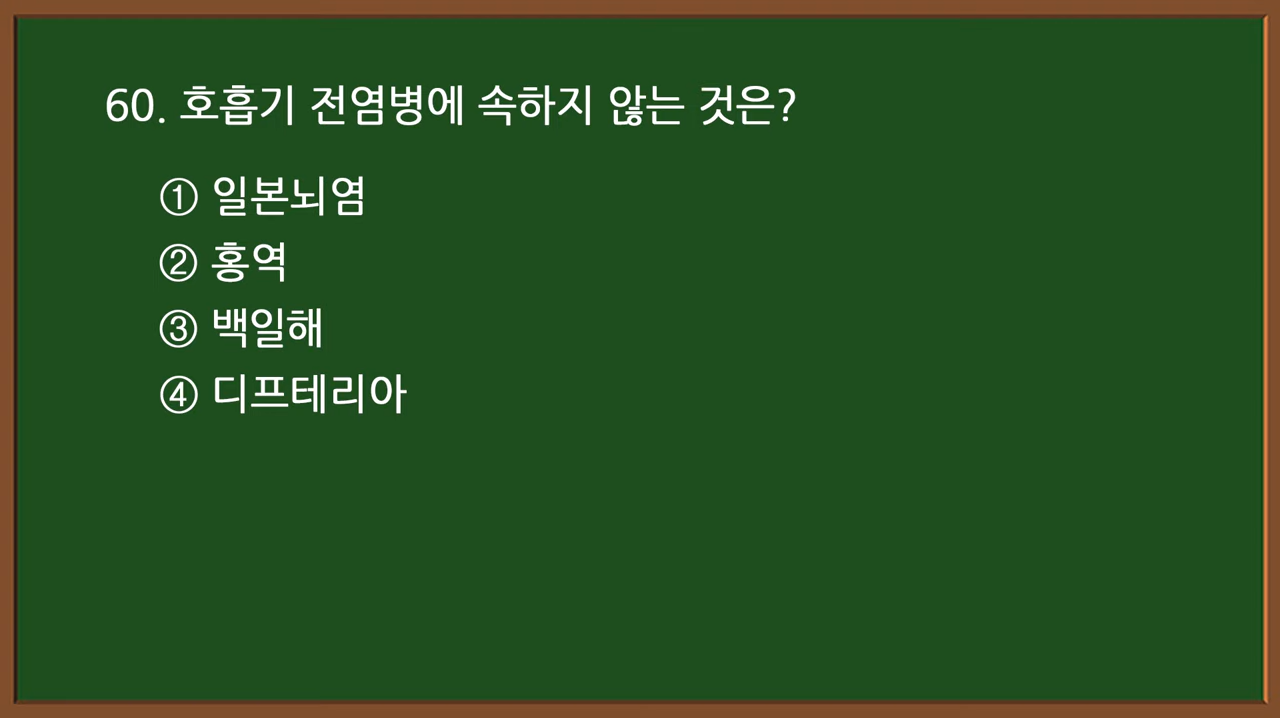 60. 호흡기 전염병에 속하지 않는 것은?
① 일본뇌염
② 홍역
③ 백일해
④ 디프테리아